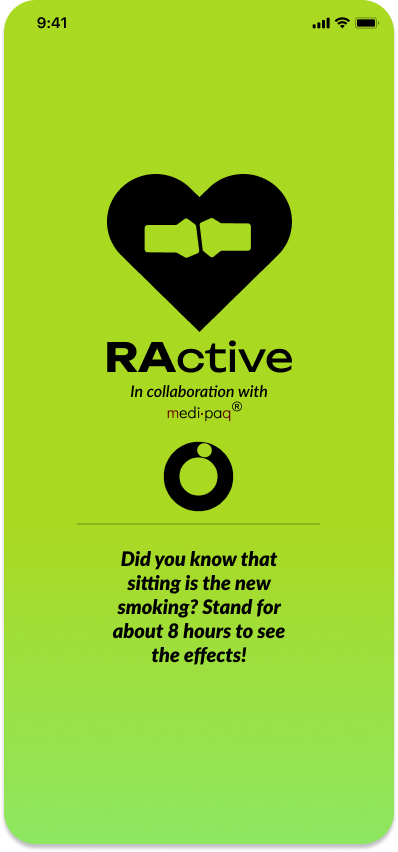 9:41
RActive
In collaboration with
medi·paq®
Did you know that
sitting is the new
smoking? Stand for
about 8 hours to see
the effects!